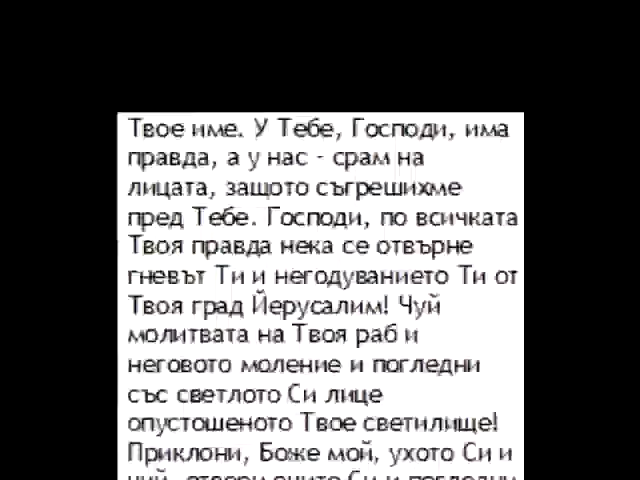 Твое име. У Тебе, Господи, има
правда, а у нас - срам на
лицата, защото съгрешихме
пред Тебе. Господи, по всичката
Твоя правда нека се отвърне
гневът Ти и негодуванието Ти от
Твоя град Йерусалим! Чуй
молитвата на Твоя раб и
неговото моление и погледни
със светлото Си лице
опустошеното Твое светилище!
Приклони, Боже мой, ухото Си и